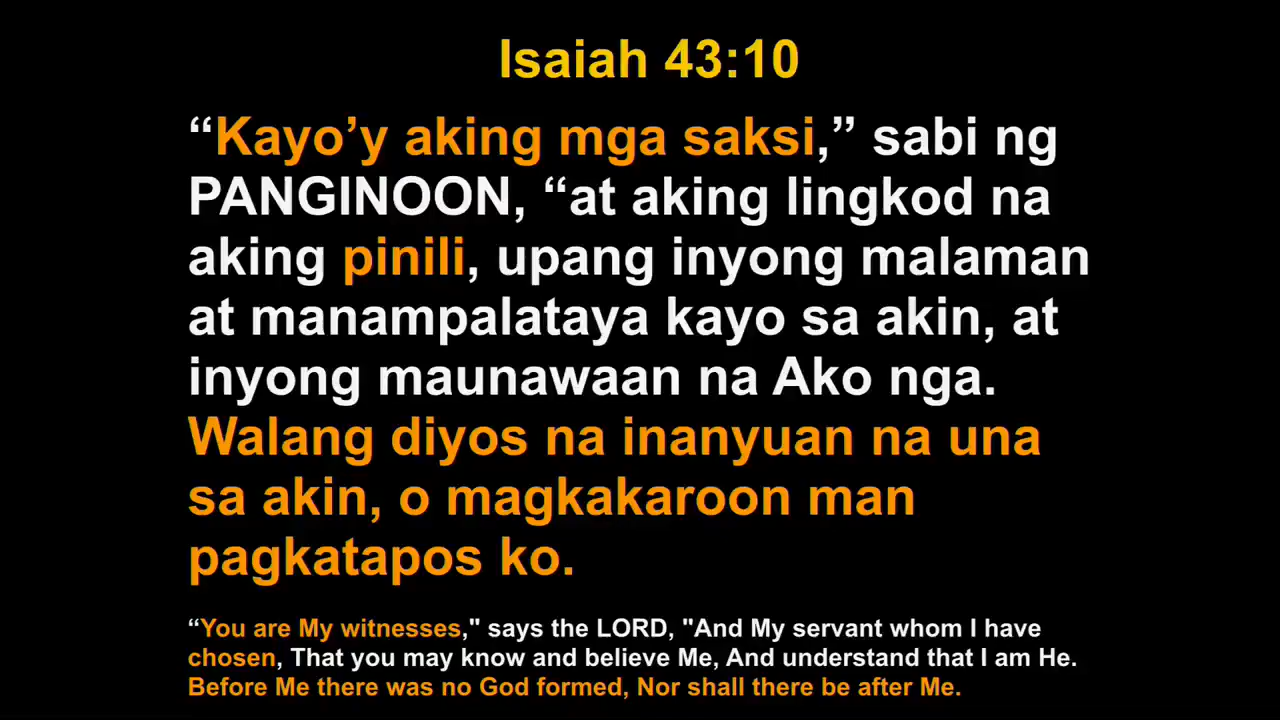 Isaiah 43:10
“Kayo’y aking mga saksi,” sabi ng
PANGINOON, “at aking lingkod na
aking pinili, upang inyong malaman
at manampalataya kayo sa akin, at
inyong maunawaan na Ako nga.
Walang diyos na inanyuan na una
sa akin, o magkakaroon man
pagkatapos ko.
“You are My witnesses," says the LORD, "And My servant whom I have
chosen, That you may know and believe Me, And understand that I am He.
Before Me there was no God formed, Nor shall there be after Me.